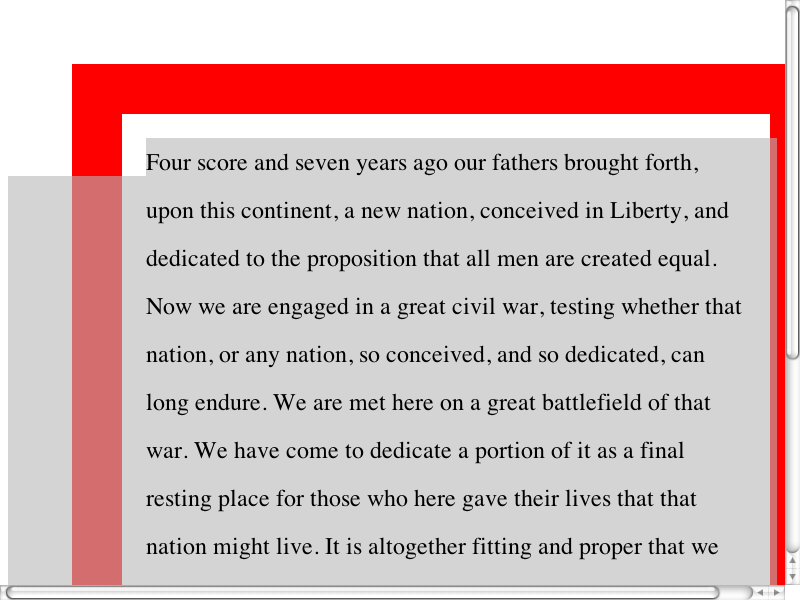 Four score and seven years ago our fathers brought forth,
upon this continent, a new nation, conceived in Liberty, and
dedicated to the proposition that all men are created equal.
Now we are engaged in a great civil war, testing whether that
nation, or any nation, so conceived, and so dedicated, can
long endure. We are met here on a great battlefield of that
war. We have come to dedicate a portion of it as a final
resting place for those who here gave their lives that that
nation might live. It is altogether fitting and proper that we